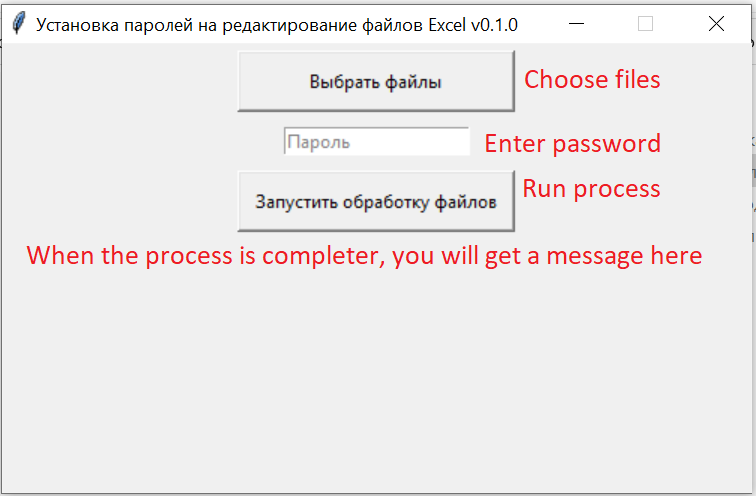 Установка паролей на редактирование файлов Excel v0.1.0
Выбрать файлы Choose files
Пароль Enter password
Запустить обработку файлов Run process
When the process is completer, you will get a message here